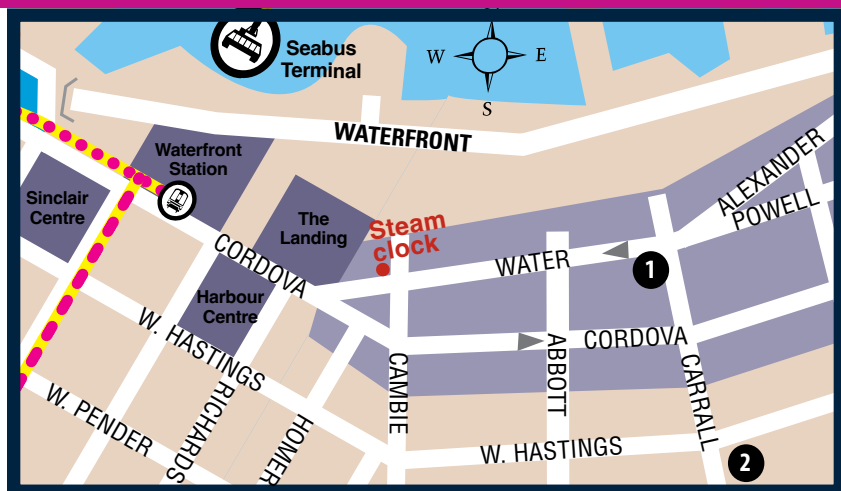 Seabus
Terminal
W
E
S
WATERFRONT
Waterfront
Station
Sinclair
Centre
The
Landing
Steam
clock
ALEXANDER
POWELL
CORDOVA
WATER
1
Harbour
Centre
W. HASTINGS
CORDOVA
CAMBIE
ABBOTT
CARRALL
W. PENDER
RICHARDS
HOMER
W. HASTINGS
2